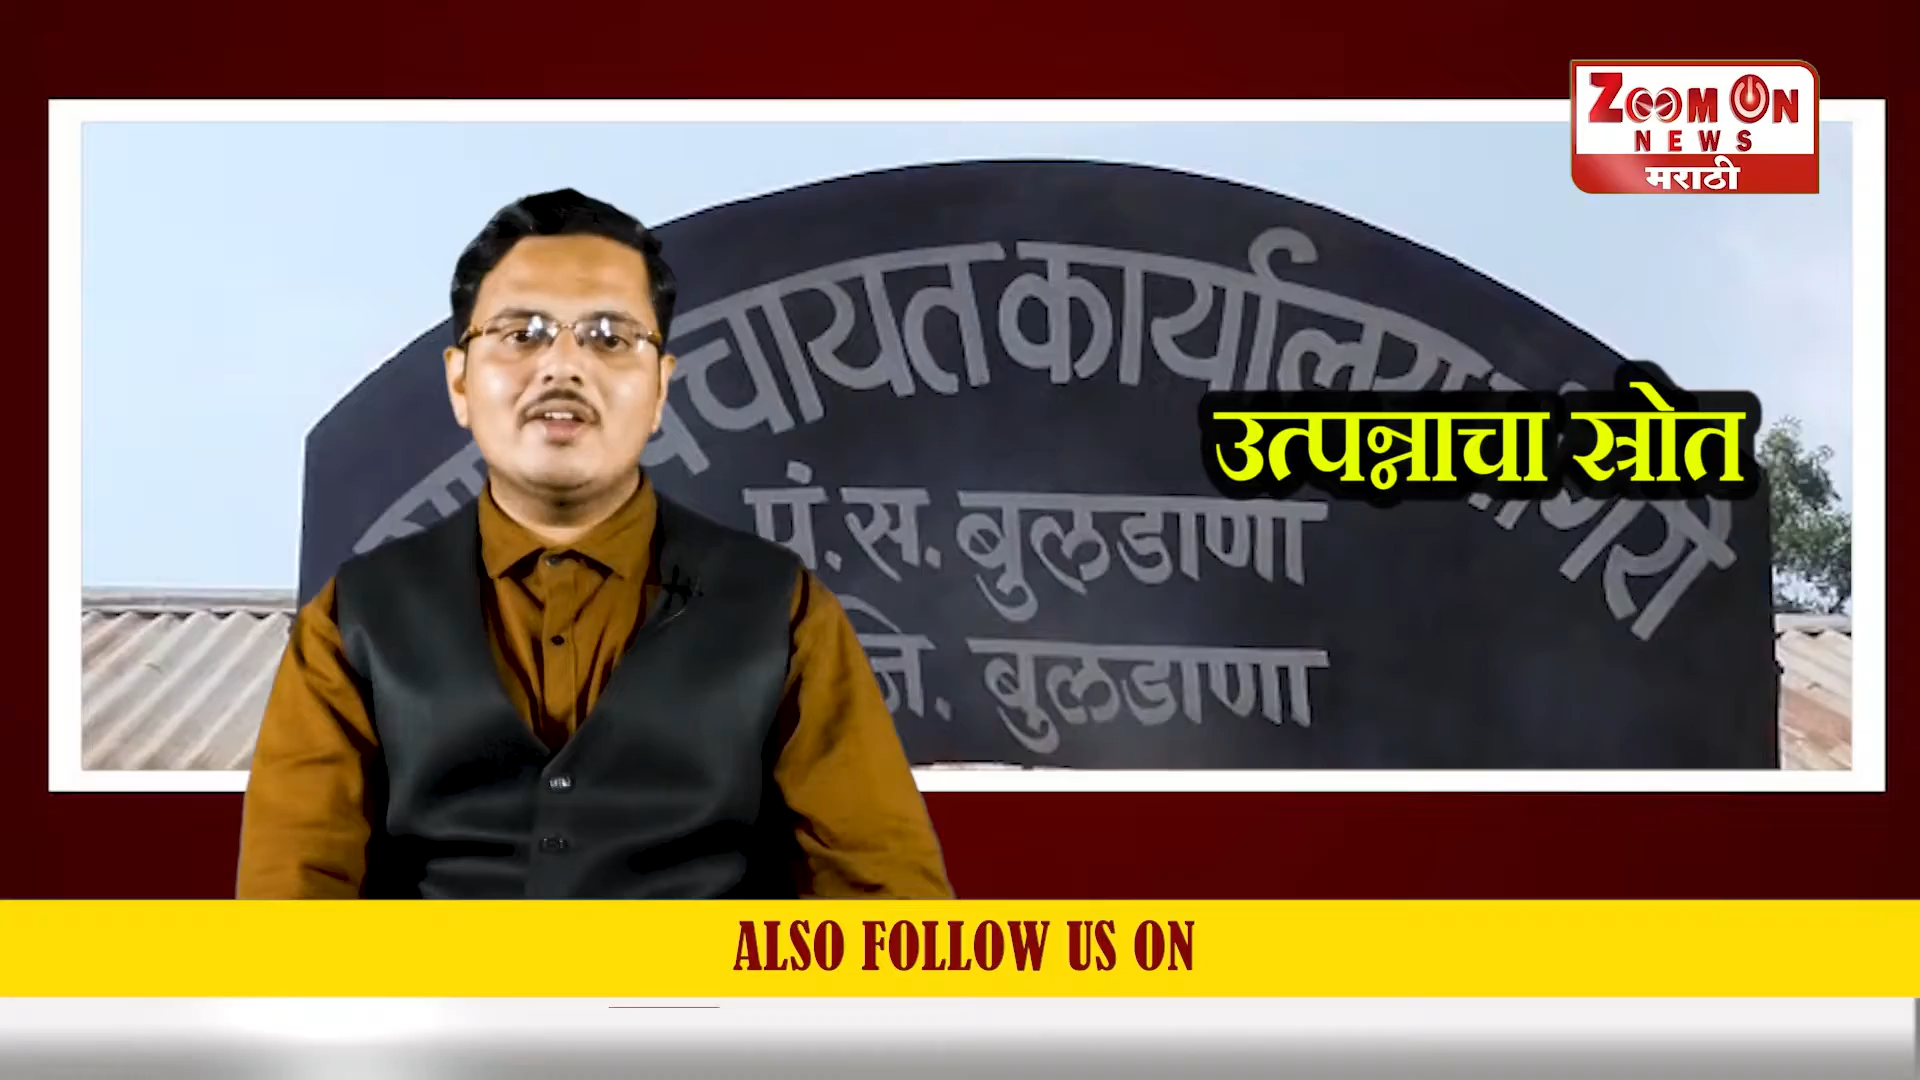 ZOOM ON
NEWS
मराठी
पंचायत कार्यालय
उत्पन्नाचा स्रोत
पं.स. बुलडाणा
जि. बुलडाणा
ALSO FOLLOW US ON